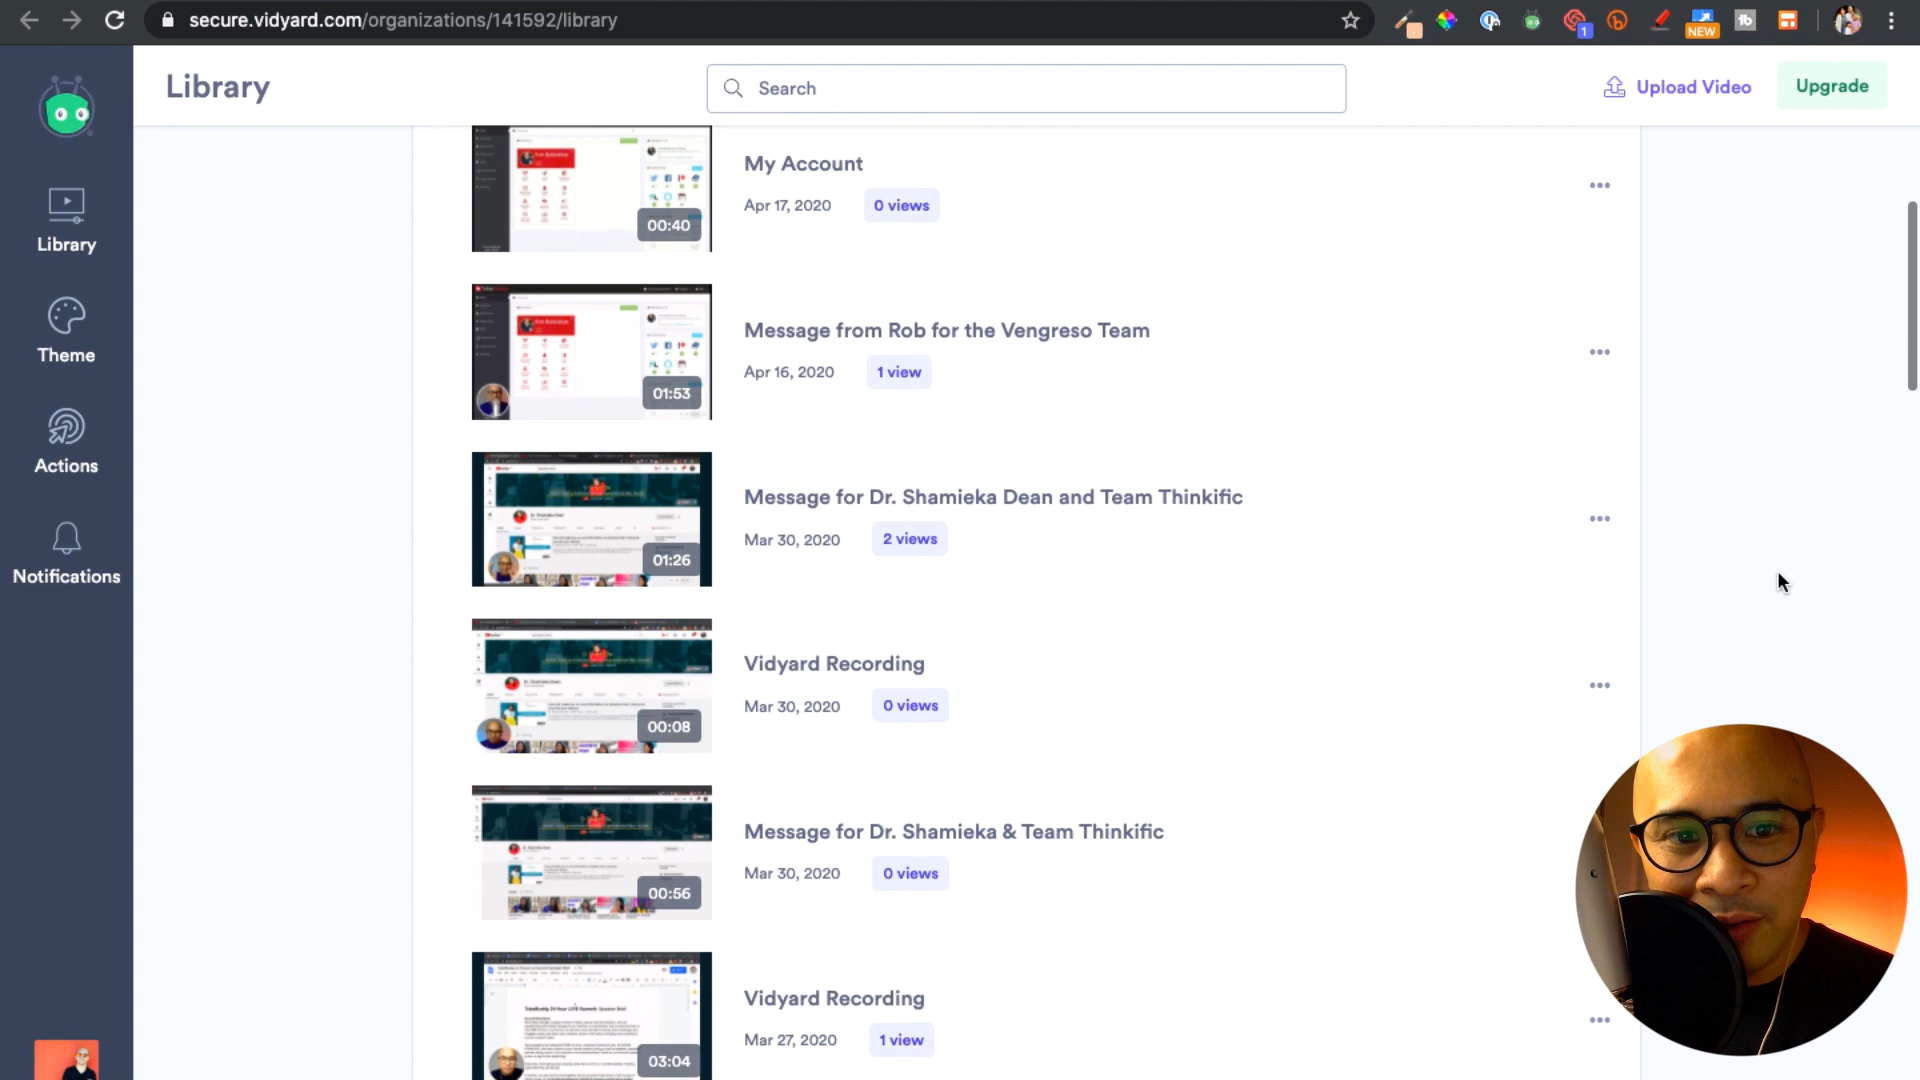 secure.vidyard.com/organizations/141592/library
1
NEW
tb
Library
Search
Upload Video
Upgrade
Library
Theme
Actions
Notifications
00:40
My Account
Apr 17, 2020
0 views
01:53
Message from Rob for the Vengreso Team
Apr 16, 2020
1 view
01:26
Message for Dr. Shamieka Dean and Team Thinkific
Mar 30, 2020
2 views
00:08
Vidyard Recording
Mar 30, 2020
0 views
00:56
Message for Dr. Shamieka & Team Thinkific
Mar 30, 2020
0 views
03:04
Vidyard Recording
Mar 27, 2020
1 view